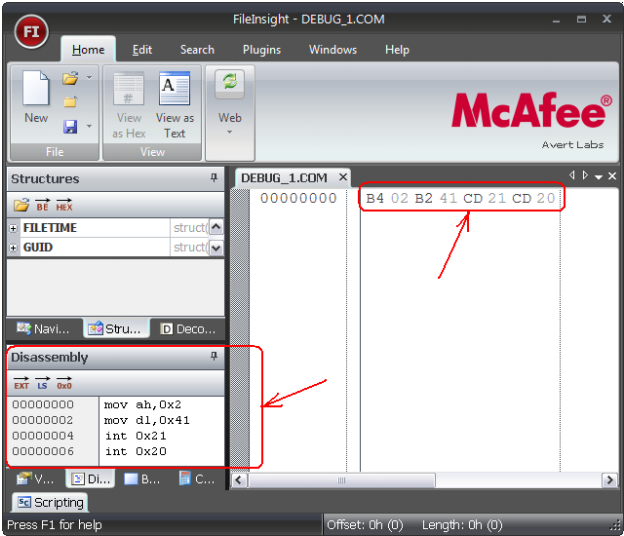 FileInsight - DEBUG_1.COM
FI
Home Edit Search Plugins Windows Help
New
View as Hex
View as Text
Web
File
View
McAfee®
Avert Labs
Structures
BE HEX
FILETIME struct(
GUID struct(
Navi... Stru... D Deco...
Disassembly
EXT LS 0x0
00000000 mov ah,0x2
00000002 mov dl,0x41
00000004 int 0x21
00000006 int 0x20
V... Di... B... C...
DEBUG_1.COM
00000000 B4 02 B2 41 CD 21 CD 20
Scripting
Press F1 for help
Offset: 0h (0) Length: 0h (0)